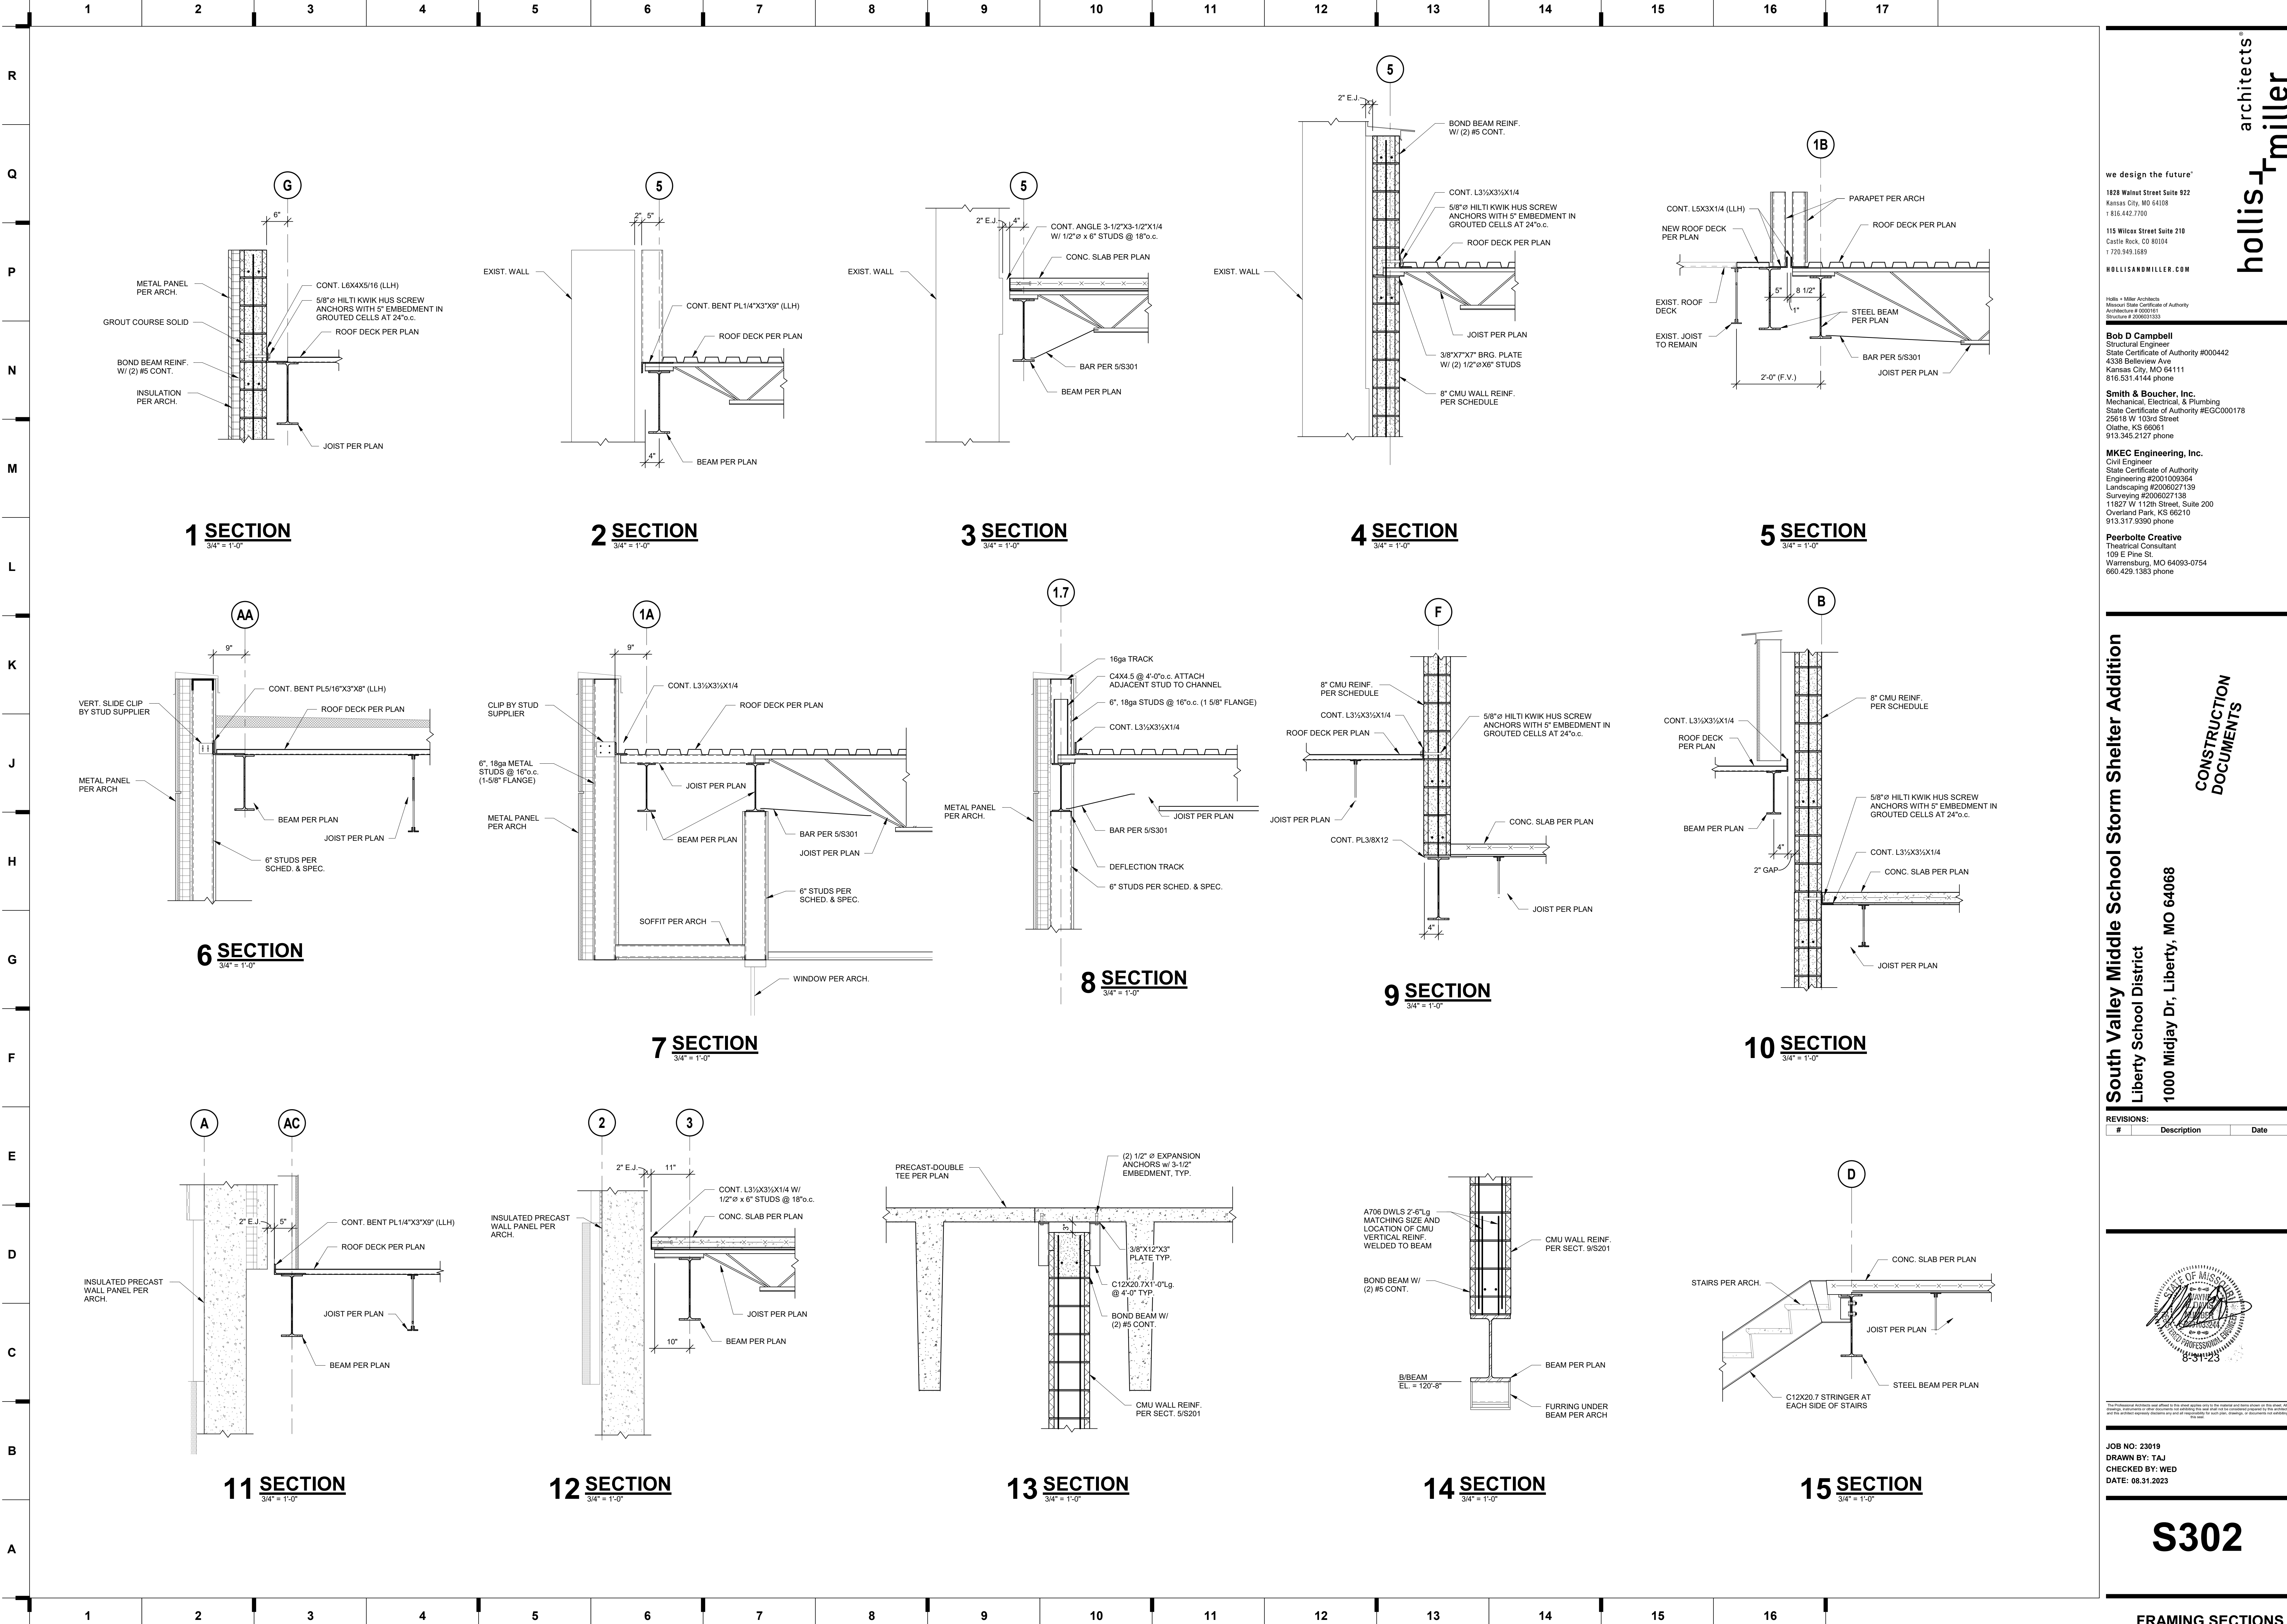 1 2 3 4 5 6 7 8 9 10 11 12 13 14 15 16 17
R
Q
P
N
M
L
K
J
H
G
F
E
D
C
B
A
G
6"
METAL PANEL
PER ARCH.
GROUT COURSE SOLID
BOND BEAM REINF.
W/ (2) #5 CONT.
INSULATION
PER ARCH.
CONT. L6X4X5/16 (LLH)
5/8"Ø HILTI KWIK HUS SCREW
ANCHORS WITH 5" EMBEDMENT IN
GROUTED CELLS AT 24"o.c.
ROOF DECK PER PLAN
JOIST PER PLAN
1 SECTION
3/4" = 1'-0"
5
2" 5"
EXIST. WALL
CONT. BENT PL1/4"X3"X9" (LLH)
ROOF DECK PER PLAN
4"
BEAM PER PLAN
2 SECTION
3/4" = 1'-0"
5
2" E.J. 4"
EXIST. WALL
CONT. ANGLE 3-1/2"X3-1/2"X1/4
W/ 1/2"Ø x 6" STUDS @ 18"o.c.
CONC. SLAB PER PLAN
BAR PER 5/S301
BEAM PER PLAN
3 SECTION
3/4" = 1'-0"
5
2" E.J.
EXIST. WALL
BOND BEAM REINF.
W/ (2) #5 CONT.
CONT. L3½X3½X1/4
5/8"Ø HILTI KWIK HUS SCREW
ANCHORS WITH 5" EMBEDMENT IN
GROUTED CELLS AT 24"o.c.
ROOF DECK PER PLAN
JOIST PER PLAN
3/8"X7"X7" BRG. PLATE
W/ (2) 1/2"ØX6" STUDS
8" CMU WALL REINF.
PER SCHEDULE
4 SECTION
3/4" = 1'-0"
1B
CONT. L5X3X1/4 (LLH)
NEW ROOF DECK
PER PLAN
PARAPET PER ARCH
ROOF DECK PER PLAN
5" 8 1/2"
1"
EXIST. ROOF
DECK
STEEL BEAM
PER PLAN
EXIST. JOIST
TO REMAIN
BAR PER 5/S301
JOIST PER PLAN
2'-0" (F.V.)
5 SECTION
3/4" = 1'-0"
AA
9"
VERT. SLIDE CLIP
BY STUD SUPPLIER
METAL PANEL
PER ARCH
CONT. BENT PL5/16"X3"X8" (LLH)
ROOF DECK PER PLAN
BEAM PER PLAN
JOIST PER PLAN
6" STUDS PER
SCHED. & SPEC.
6 SECTION
3/4" = 1'-0"
1A
9"
CONT. L3½X3½X1/4
CLIP BY STUD
SUPPLIER
ROOF DECK PER PLAN
6", 18ga METAL
STUDS @ 16"o.c.
(1-5/8" FLANGE)
JOIST PER PLAN
METAL PANEL
PER ARCH
BEAM PER PLAN
BAR PER 5/S301
JOIST PER PLAN
6" STUDS PER
SCHED. & SPEC.
SOFFIT PER ARCH
WINDOW PER ARCH.
7 SECTION
3/4" = 1'-0"
1.7
16ga TRACK
C4X4.5 @ 4'-0"o.c. ATTACH
ADJACENT STUD TO CHANNEL
6", 18ga STUDS @ 16"o.c. (1 5/8" FLANGE)
CONT. L3½X3½X1/4
METAL PANEL
PER ARCH.
JOIST PER PLAN
BAR PER 5/S301
DEFLECTION TRACK
6" STUDS PER SCHED. & SPEC.
8 SECTION
3/4" = 1'-0"
F
8" CMU REINF.
PER SCHEDULE
CONT. L3½X3½X1/4
ROOF DECK PER PLAN
5/8"Ø HILTI KWIK HUS SCREW
ANCHORS WITH 5" EMBEDMENT IN
GROUTED CELLS AT 24"o.c.
JOIST PER PLAN
CONT. PL3/8X12
CONC. SLAB PER PLAN
JOIST PER PLAN
4"
9 SECTION
3/4" = 1'-0"
B
8" CMU REINF.
PER SCHEDULE
CONT. L3½X3½X1/4
ROOF DECK
PER PLAN
5/8"Ø HILTI KWIK HUS SCREW
ANCHORS WITH 5" EMBEDMENT IN
GROUTED CELLS AT 24"o.c.
BEAM PER PLAN
4"
2" GAP
CONT. L3½X3½X1/4
CONC. SLAB PER PLAN
JOIST PER PLAN
10 SECTION
3/4" = 1'-0"
A AC
2" E.J. 5"
CONT. BENT PL1/4"X3"X9" (LLH)
ROOF DECK PER PLAN
INSULATED PRECAST
WALL PANEL PER
ARCH.
JOIST PER PLAN
BEAM PER PLAN
11 SECTION
3/4" = 1'-0"
2 3
2" E.J. 11"
CONT. L3½X3½X1/4 W/
1/2"Ø x 6" STUDS @ 18"o.c.
CONC. SLAB PER PLAN
INSULATED PRECAST
WALL PANEL PER
ARCH.
JOIST PER PLAN
BEAM PER PLAN
10"
12 SECTION
3/4" = 1'-0"
PRECAST-DOUBLE
TEE PER PLAN
(2) 1/2" Ø EXPANSION
ANCHORS w/ 3-1/2"
EMBEDMENT, TYP.
3"
3/8"X12"X3"
PLATE TYP.
C12X20.7X1'-0"Lg.
@ 4'-0" TYP.
BOND BEAM W/
(2) #5 CONT.
CMU WALL REINF.
PER SECT. 5/S201
13 SECTION
3/4" = 1'-0"
A706 DWLS 2'-6"Lg
MATCHING SIZE AND
LOCATION OF CMU
VERTICAL REINF.
WELDED TO BEAM
CMU WALL REINF.
PER SECT. 9/S201
BOND BEAM W/
(2) #5 CONT.
BEAM PER PLAN
B/BEAM
EL. = 120'-8"
FURRING UNDER
BEAM PER ARCH
14 SECTION
3/4" = 1'-0"
D
CONC. SLAB PER PLAN
STAIRS PER ARCH.
JOIST PER PLAN
STEEL BEAM PER PLAN
C12X20.7 STRINGER AT
EACH SIDE OF STAIRS
15 SECTION
3/4" = 1'-0"
hollis + miller
architects®
we design the future
1828 Walnut Street Suite 922
Kansas City, MO 64108
T 816.442.7700
115 Wilcox Street Suite 210
Castle Rock, CO 80104
T 720.949.1689
HOLLISANDMILLER.COM
Hollis + Miller Architects
Missouri State Certificate of Authority
Architecture # 0000161
Structure # 2006031333
Bob D Campbell
Structural Engineer
State Certificate of Authority #000442
4338 Belleview Ave
Kansas City, MO 64111
816.531.4144 phone
Smith & Boucher, Inc.
Mechanical, Electrical, & Plumbing
State Certificate of Authority #EGC000178
25618 W 103rd Street
Olathe, KS 66061
913.345.2127 phone
MKEC Engineering, Inc.
Civil Engineer
State Certificate of Authority
Engineering #2001009364
Landscaping #2006027139
Surveying #2006027138
11827 W 112th Street, Suite 200
Overland Park, KS 66210
913.317.9390 phone
Peerbolte Creative
Theatrical Consultant
109 E Pine St.
Warrensburg, MO 64093-0754
660.429.1383 phone
South Valley Middle School Storm Shelter Addition
Liberty School District
1000 Midjay Dr, Liberty, MO 64068
CONSTRUCTION
DOCUMENTS
REVISIONS:
# Description Date
STATE OF MISSOURI
WAYNE
DAVIS
NUMBER
REGISTERED PROFESSIONAL ENGINEER
8-31-23
JOB NO: 23019
DRAWN BY: TAJ
CHECKED BY: WED
DATE: 08.31.2023
S302
FRAMING SECTIONS
1 2 3 4 5 6 7 8 9 10 11 12 13 14 15 16